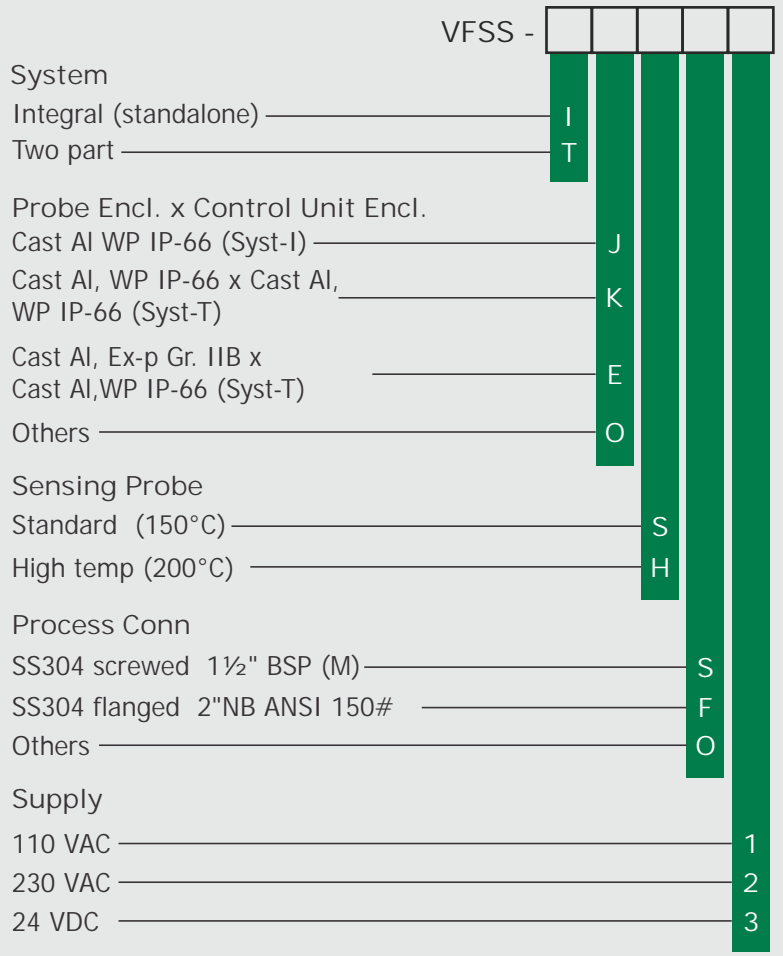 VFSS -
System
Integral (standalone) I
Two part T
Probe Encl. x Control Unit Encl.
Cast Al WP IP-66 (Syst-I) J
Cast Al, WP IP-66 x Cast Al,
WP IP-66 (Syst-T) K
Cast Al, Ex-p Gr. IIB x
Cast Al,WP IP-66 (Syst-T) E
Others O
Sensing Probe
Standard (150°C) S
High temp (200°C) H
Process Conn
SS304 screwed 1½" BSP (M) S
SS304 flanged 2"NB ANSI 150# F
Others O
Supply
110 VAC 1
230 VAC 2
24 VDC 3